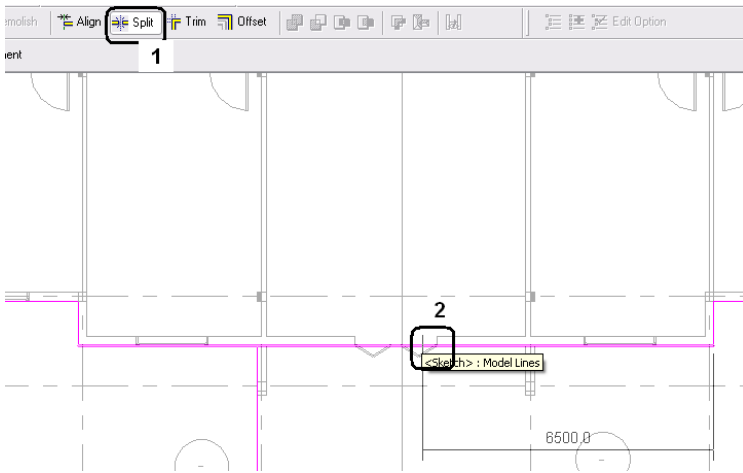 emolish Align Split Trim Offset Edit Option
1
ment
2
<Sketch> : Model Lines
6500,0